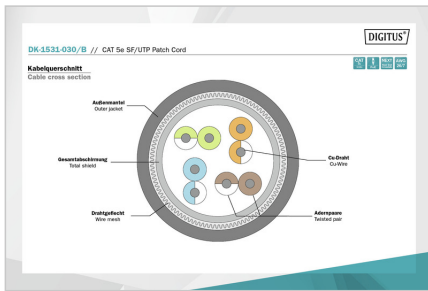 DIGITUS®
DK-1531-030/B // CAT 5e SF/UTP Patch Cord
Kabelquerschnitt
Cable cross section
CAT
Außenmantel
Outer jacket
Gesamtabschirmung
Total shield
Cu-Draht
Cu-Wire
Drahtgeflecht
Wire mesh
Adernpaare
Twisted pair